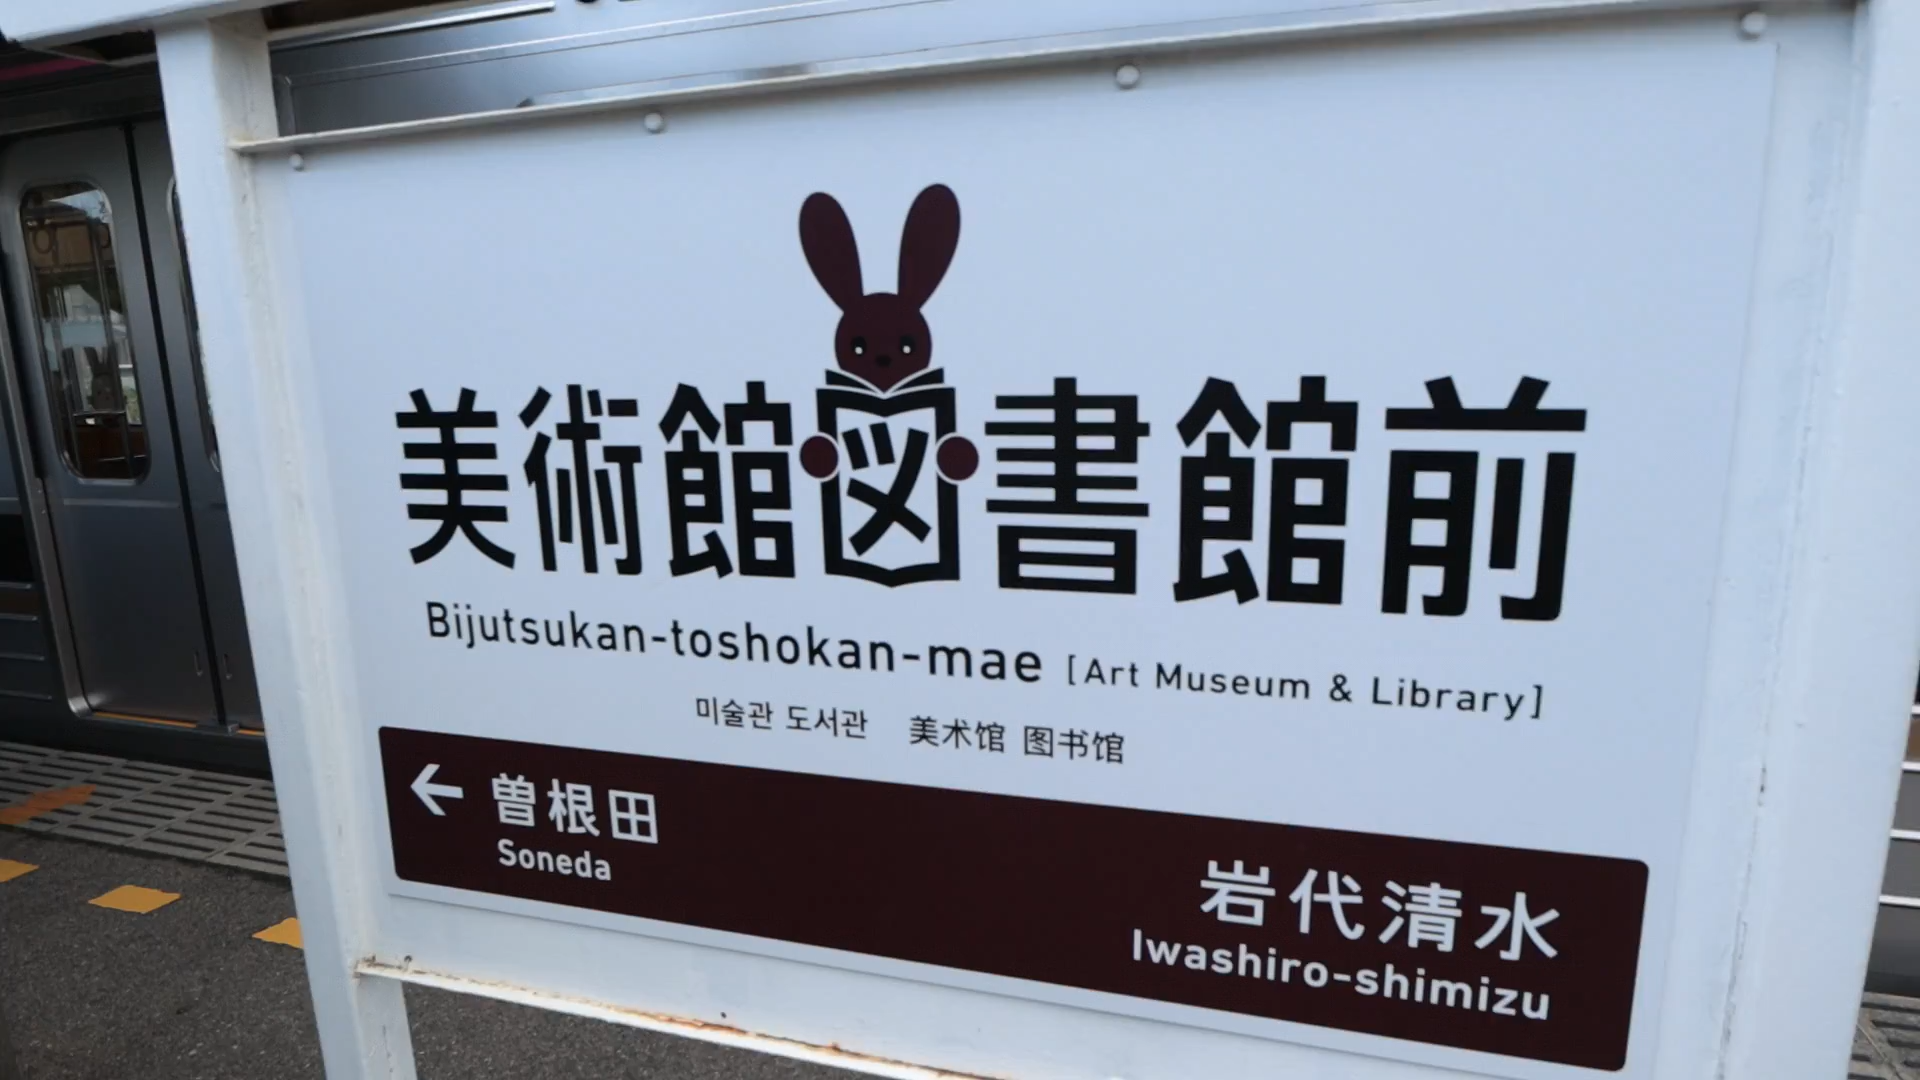 美術館図書館前
Bijutsukan-toshokan-mae [Art Museum & Library]
미술관 도서관 美术馆 图书馆
← 曽根田
Soneda
岩代清水
Iwashiro-shimizu